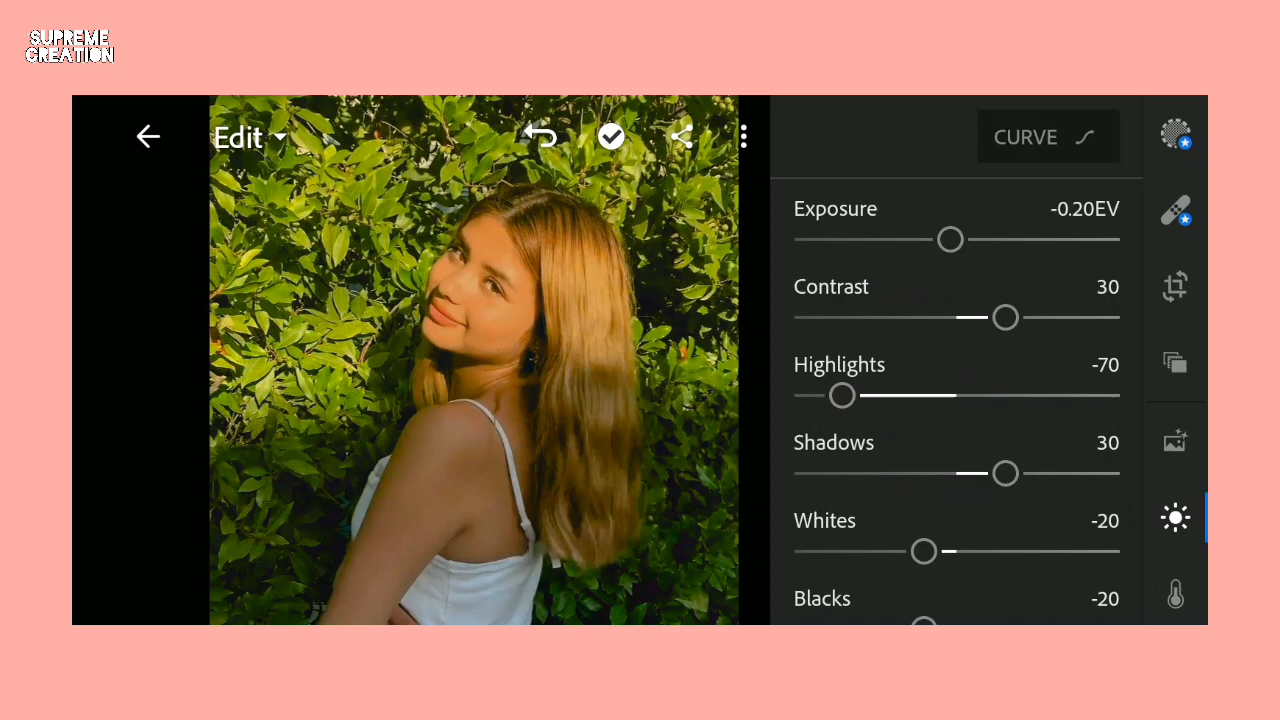 SUPREME
CREATION
Edit
CURVE
Exposure -0.20EV
Contrast 30
Highlights -70
Shadows 30
Whites -20
Blacks -20